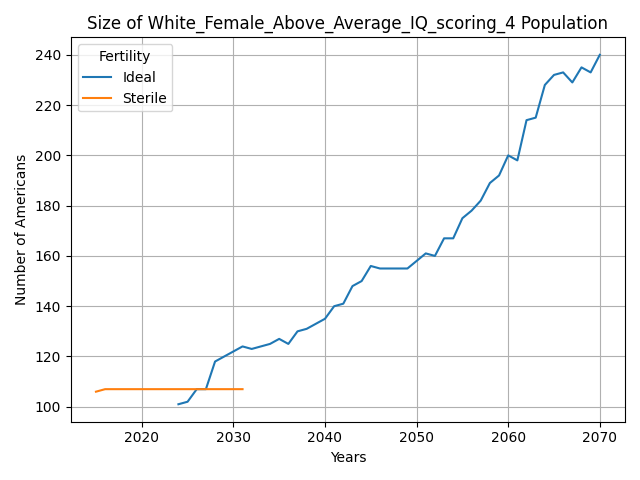 Size of White_Female_Above_Average_IQ_scoring_4 Population
Fertility
Ideal
Sterile
Number of Americans
240
220
200
180
160
140
120
100
2020 2030 2040 2050 2060 2070
Years